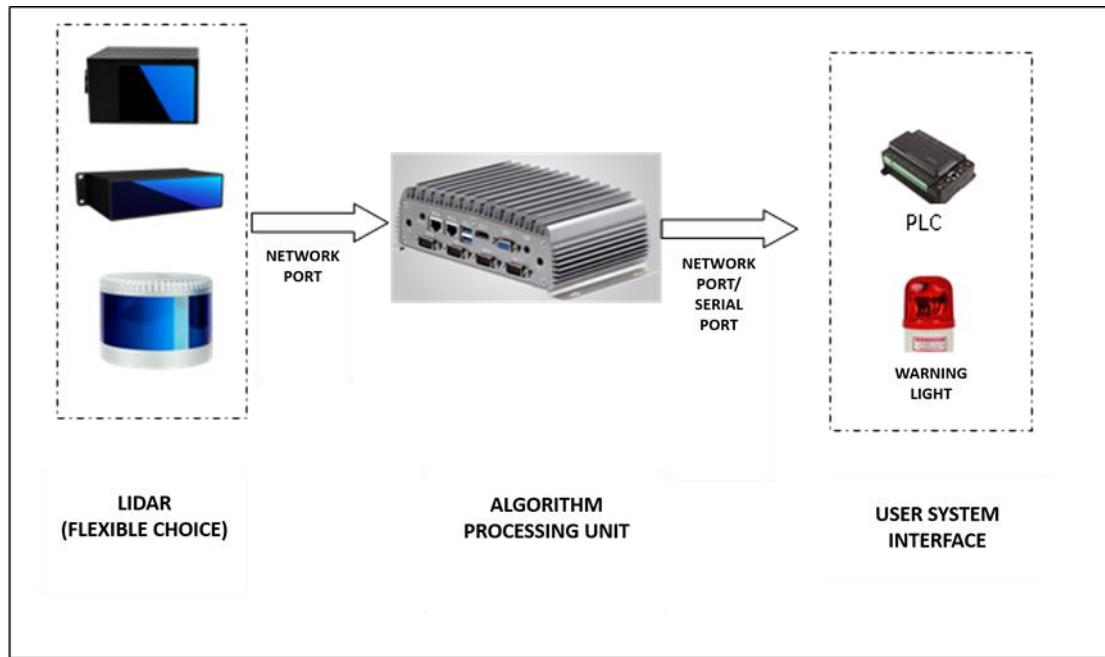 NETWORK
PORT
NETWORK
PORT/
SERIAL
PORT
PLC
WARNING
LIGHT
LIDAR
(FLEXIBLE CHOICE)
ALGORITHM
PROCESSING UNIT
USER SYSTEM
INTERFACE